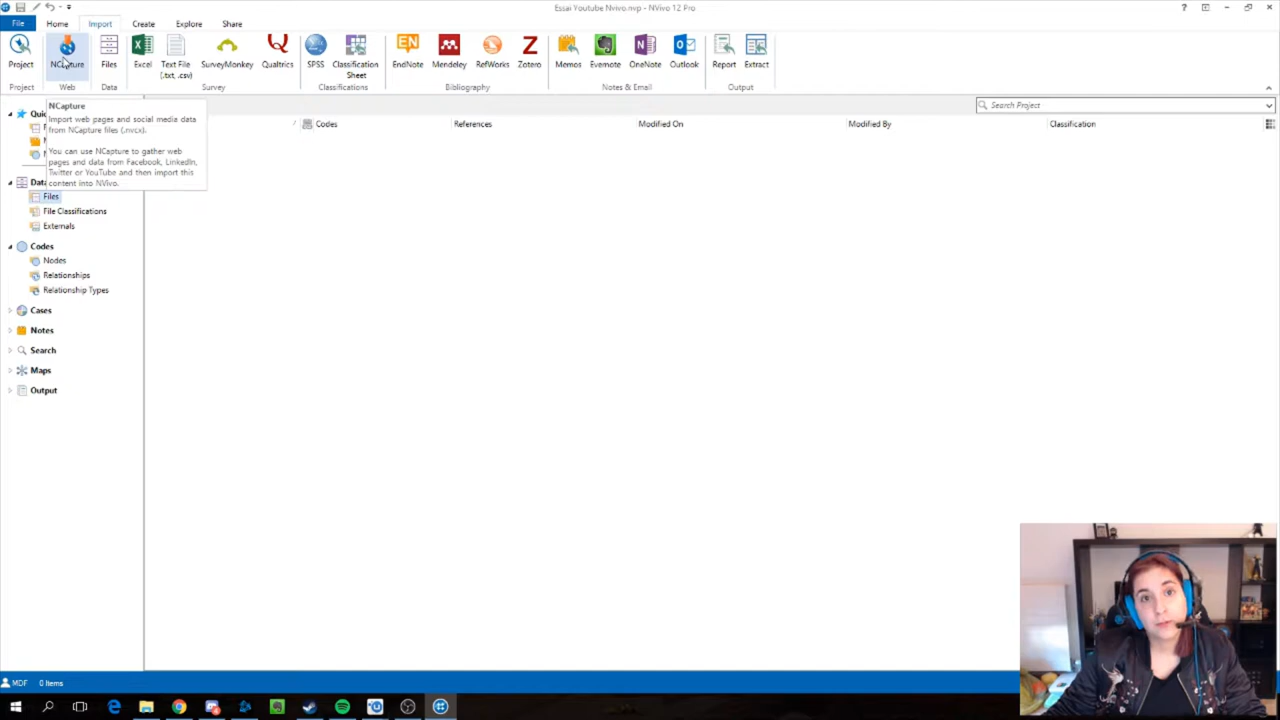 Essai Youtube Nvivo.nvp - NVivo 12 Pro
File Home Import Create Explore Share
Project NCapture Files Excel Text File (.txt, .csv) SurveyMonkey Qualtrics SPSS Classification Sheet EndNote Mendeley RefWorks Zotero Memos Evernote OneNote Outlook Report Extract
Project Web Data Survey Classifications Bibliography Notes & Email Output
NCapture
Import web pages and social media data
from NCapture files (.nvcx).
You can use NCapture to gather web
pages and data from Facebook, LinkedIn,
Twitter or YouTube and then import this
content into NVivo.
Search Project
Codes References Modified On Modified By Classification
Files
File Classifications
Externals
Codes
Nodes
Relationships
Relationship Types
Cases
Notes
Search
Maps
Output
MDF 0 Items